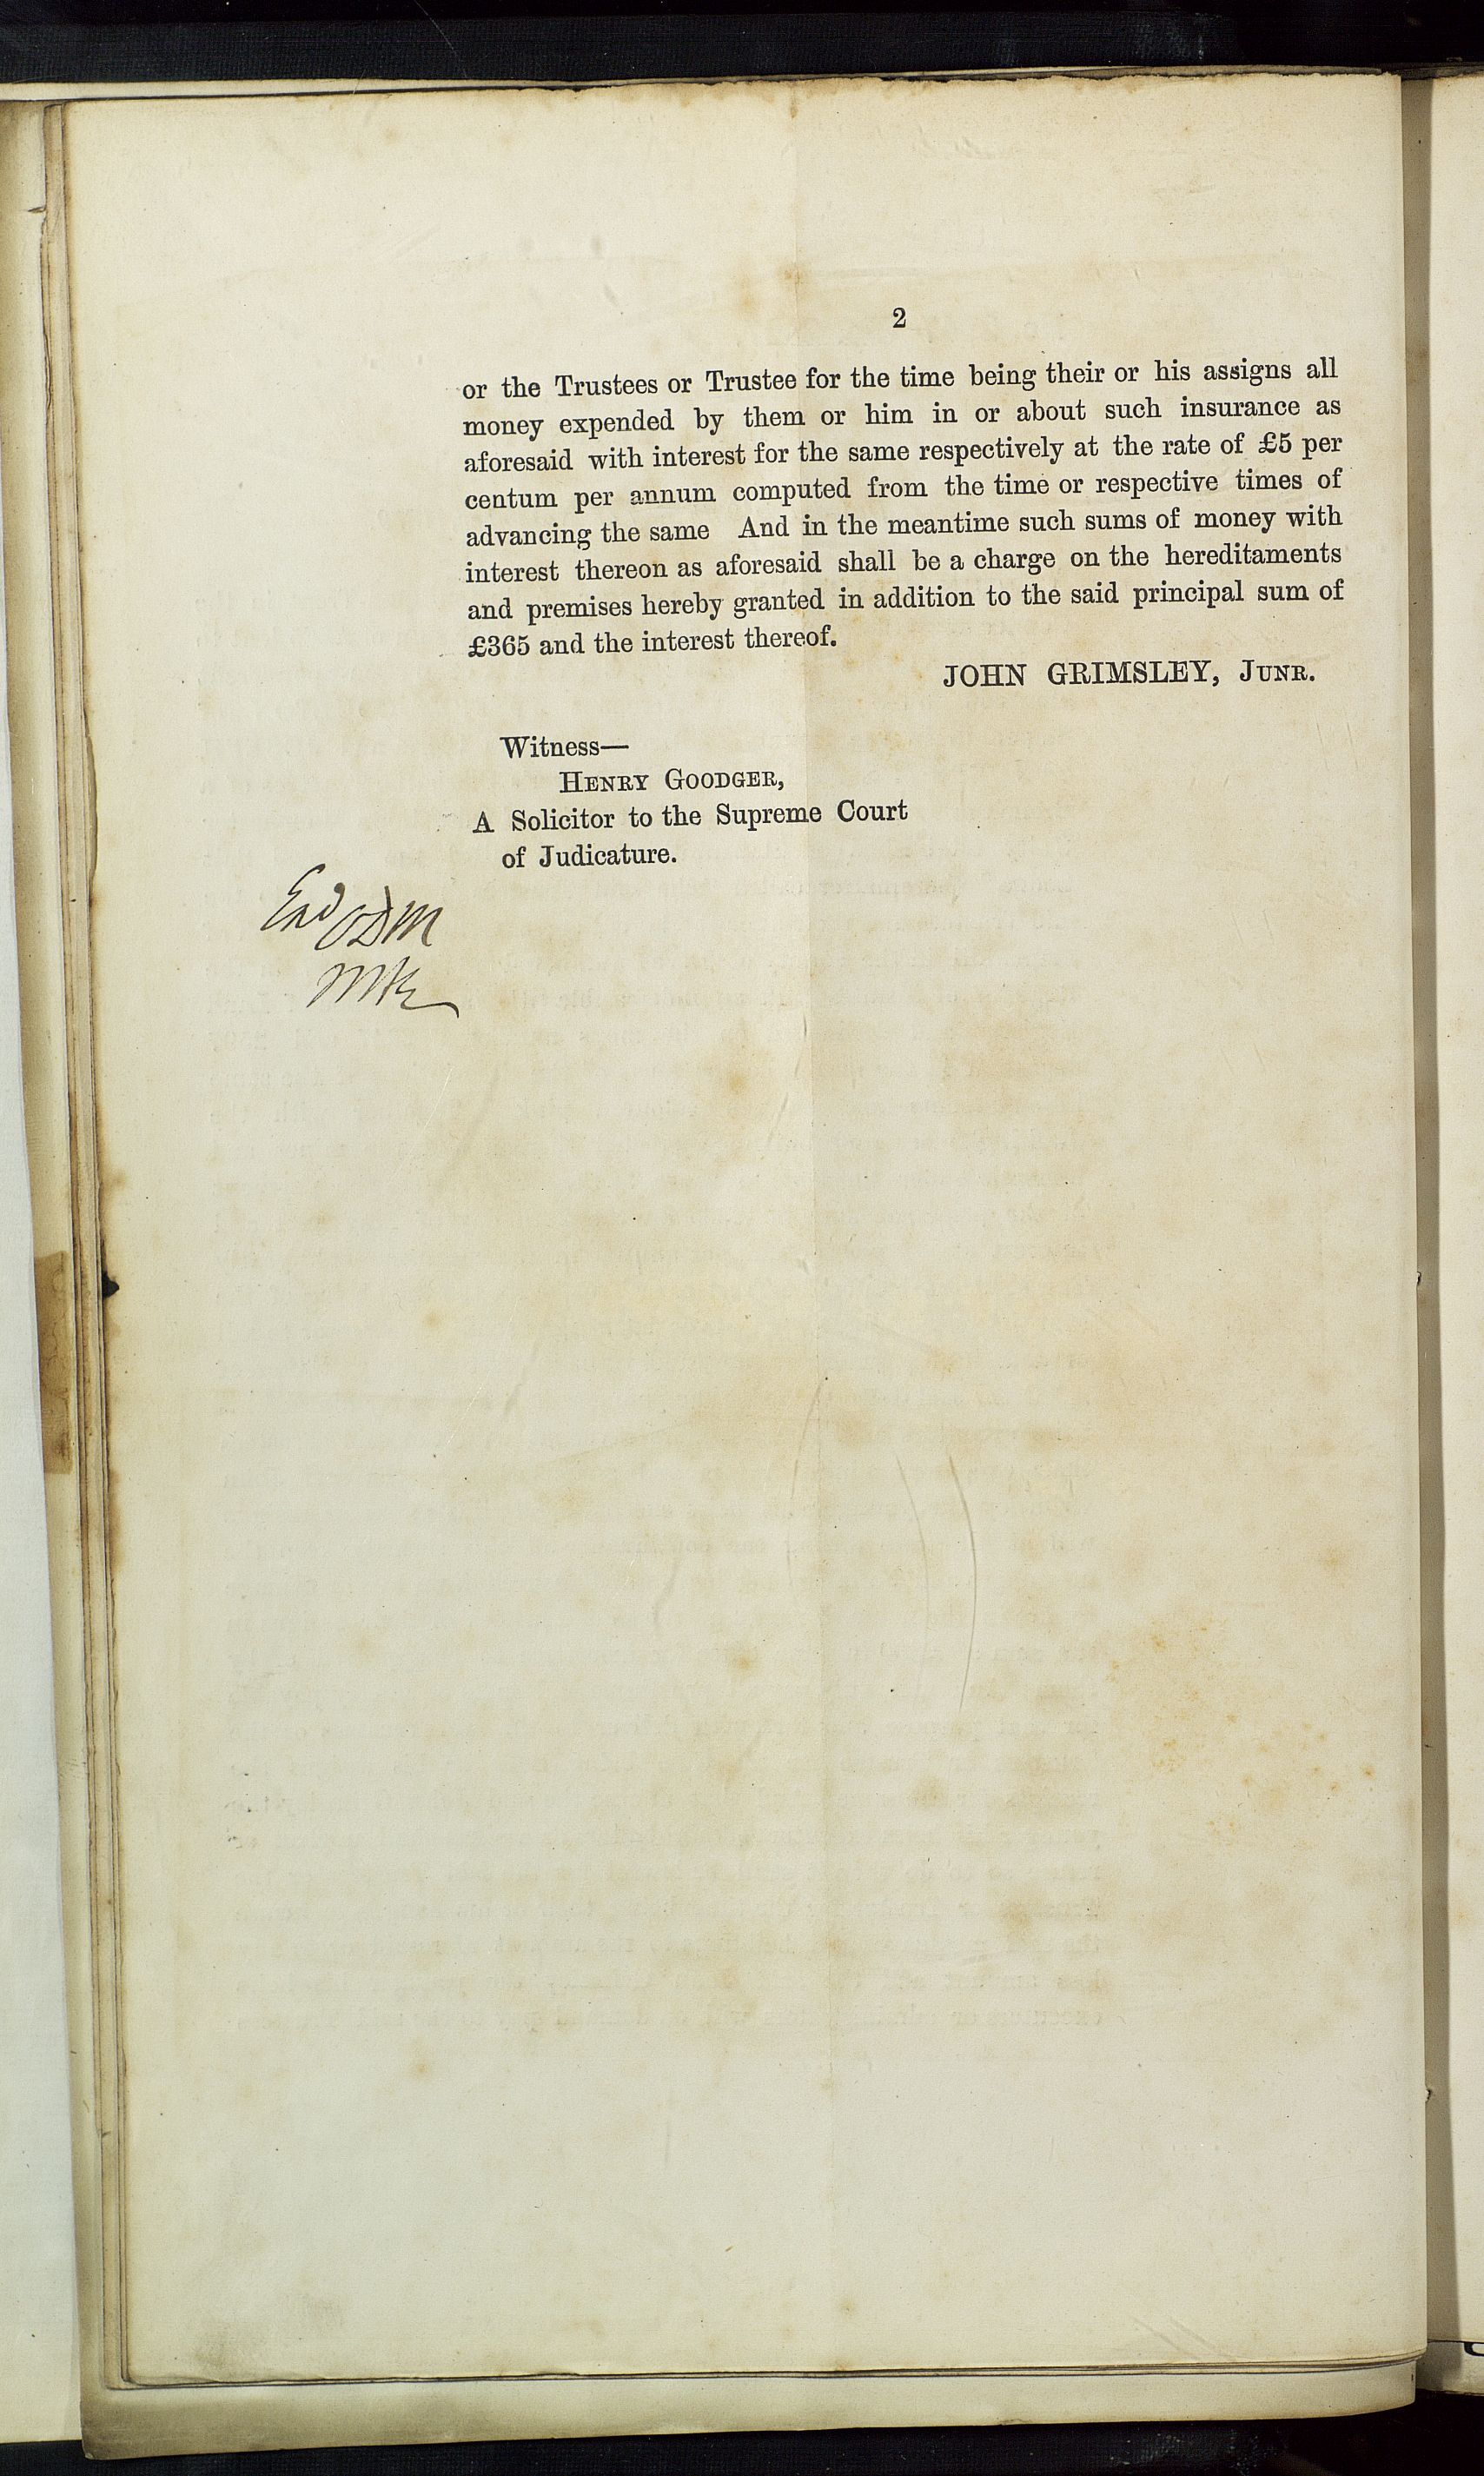 2
or the Trustees or Trustee for the time being their or his assigns all
money expended by them or him in or about such insurance as
aforesaid with interest for the same respectively at the rate of £5 per
centum per annum computed from the time or respective times of
advancing the same And in the meantime such sums of money with
interest thereon as aforesaid shall be a charge on the hereditaments
and premises hereby granted in addition to the said principal sum of
£365 and the interest thereof.
JOHN GRIMSLEY, JUNR.
Witness—
HENRY GOODGER,
A Solicitor to the Supreme Court
of Judicature.